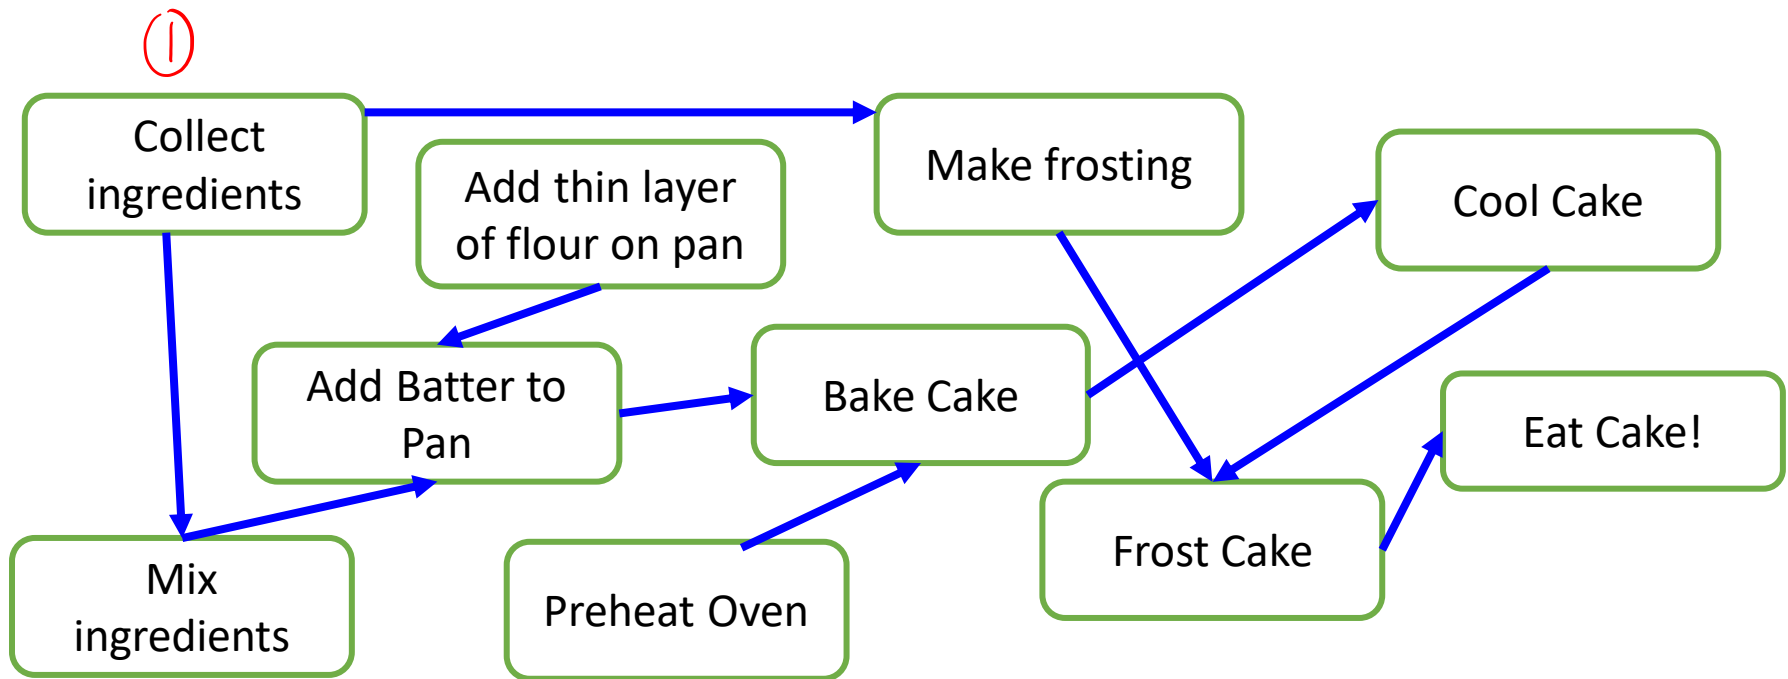 1
Collect
ingredients
Add thin layer
of flour on pan
Make frosting
Cool Cake
Add Batter to
Pan
Bake Cake
Eat Cake!
Mix
ingredients
Preheat Oven
Frost Cake